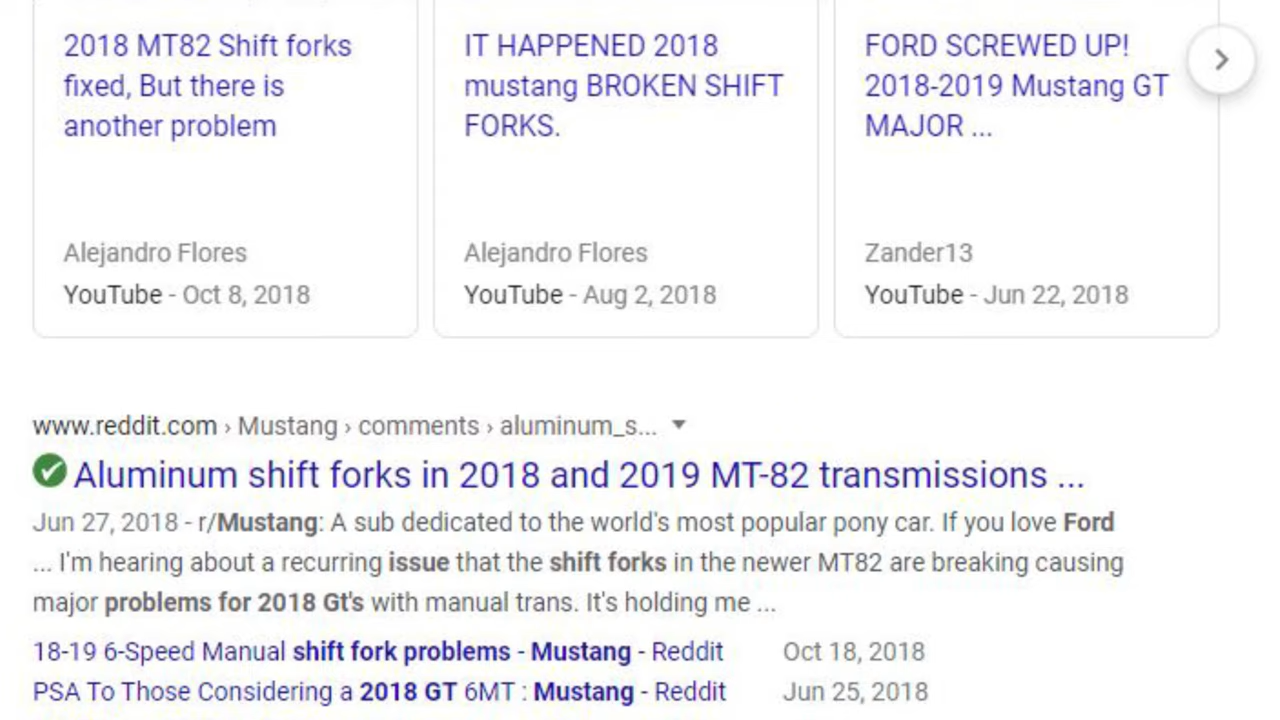 2018 MT82 Shift forks
fixed, But there is
another problem
Alejandro Flores
YouTube - Oct 8, 2018
IT HAPPENED 2018
mustang BROKEN SHIFT
FORKS.
Alejandro Flores
YouTube - Aug 2, 2018
FORD SCREWED UP!
2018-2019 Mustang GT
MAJOR ...
Zander13
YouTube - Jun 22, 2018
www.reddit.com › Mustang › comments › aluminum_s...
Aluminum shift forks in 2018 and 2019 MT-82 transmissions ...
Jun 27, 2018 - r/Mustang: A sub dedicated to the world's most popular pony car. If you love Ford
... I'm hearing about a recurring issue that the shift forks in the newer MT82 are breaking causing
major problems for 2018 Gt's with manual trans. It's holding me ...
18-19 6-Speed Manual shift fork problems - Mustang - Reddit Oct 18, 2018
PSA To Those Considering a 2018 GT 6MT : Mustang - Reddit Jun 25, 2018